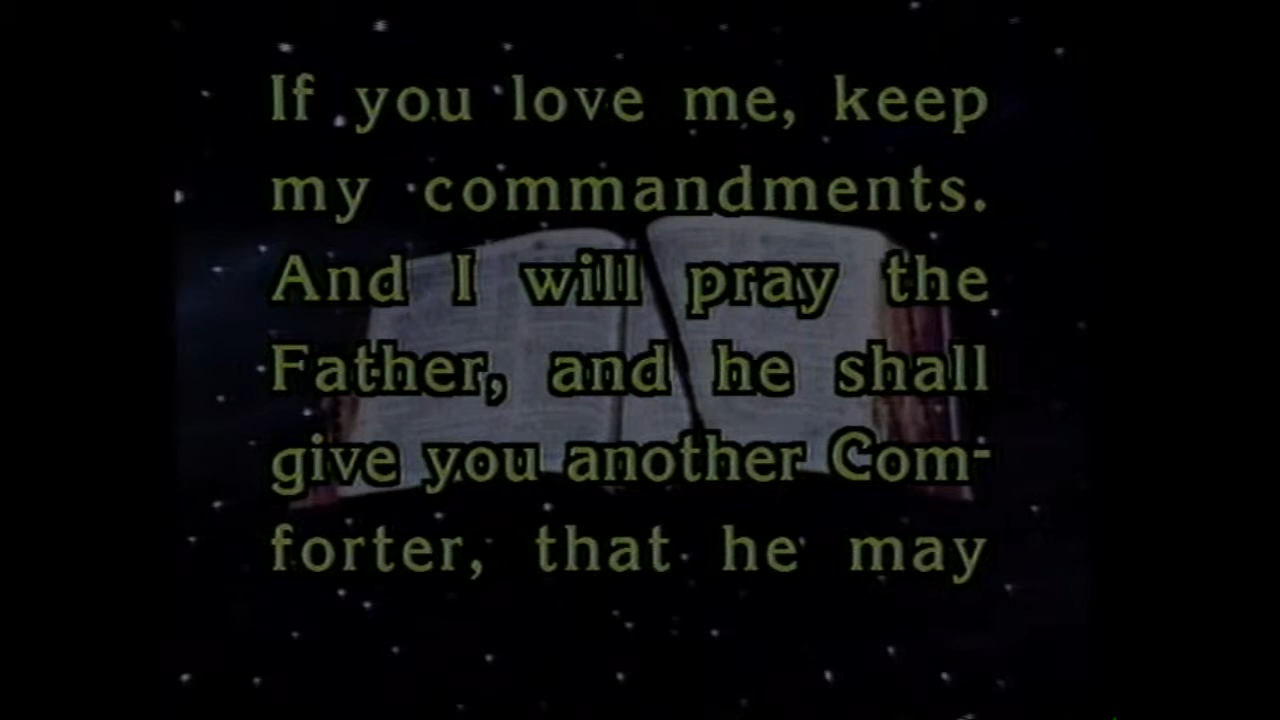 If you love me, keep
my commandments.
And I will pray the
Father, and he shall
give you another Com-
forter, that he may